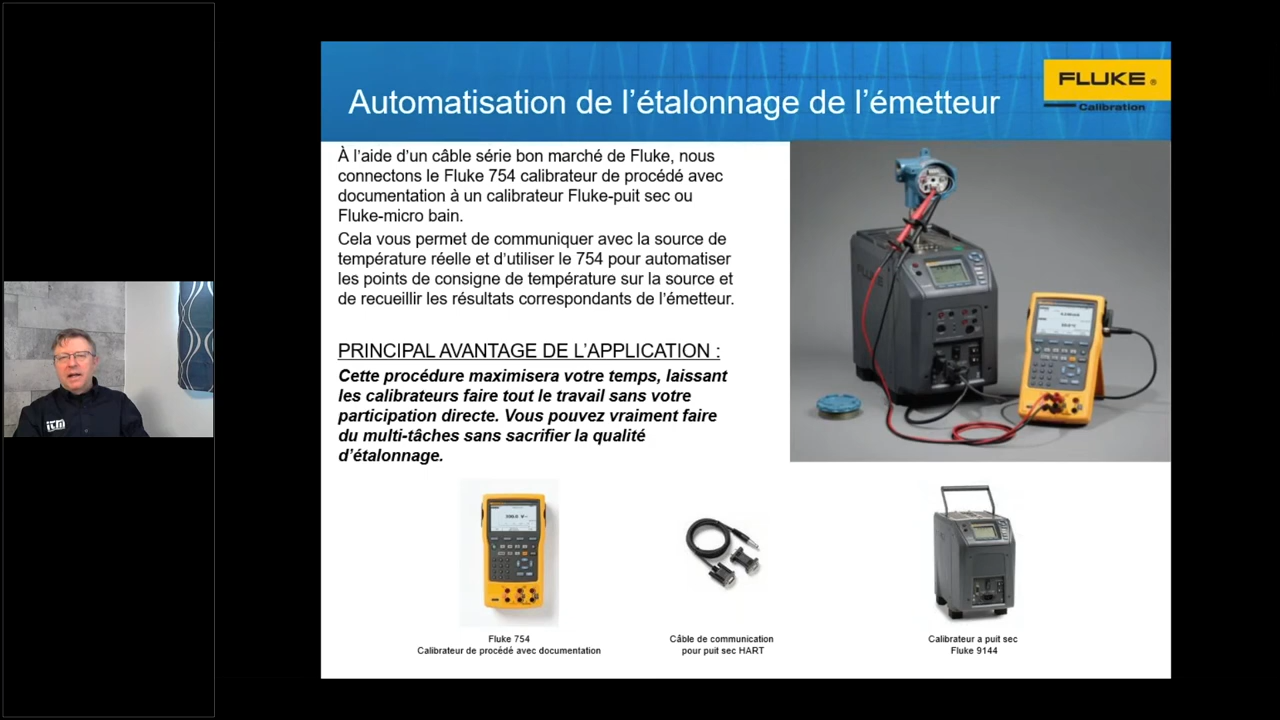 FLUKE®
Calibration
Automatisation de l'étalonnage de l'émetteur
À l'aide d'un câble série bon marché de Fluke, nous
connectons le Fluke 754 calibrateur de procédé avec
documentation à un calibrateur Fluke-puit sec ou
Fluke-micro bain.
Cela vous permet de communiquer avec la source de
température réelle et d'utiliser le 754 pour automatiser
les points de consigne de température sur la source et
de recueillir les résultats correspondants de l'émetteur.
PRINCIPAL AVANTAGE DE L'APPLICATION :
Cette procédure maximisera votre temps, laissant
les calibrateurs faire tout le travail sans votre
participation directe. Vous pouvez vraiment faire
du multi-tâches sans sacrifier la qualité
d'étalonnage.
itm
Fluke 754
Calibrateur de procédé avec documentation
Câble de communication
pour puit sec HART
Calibrateur a puit sec
Fluke 9144